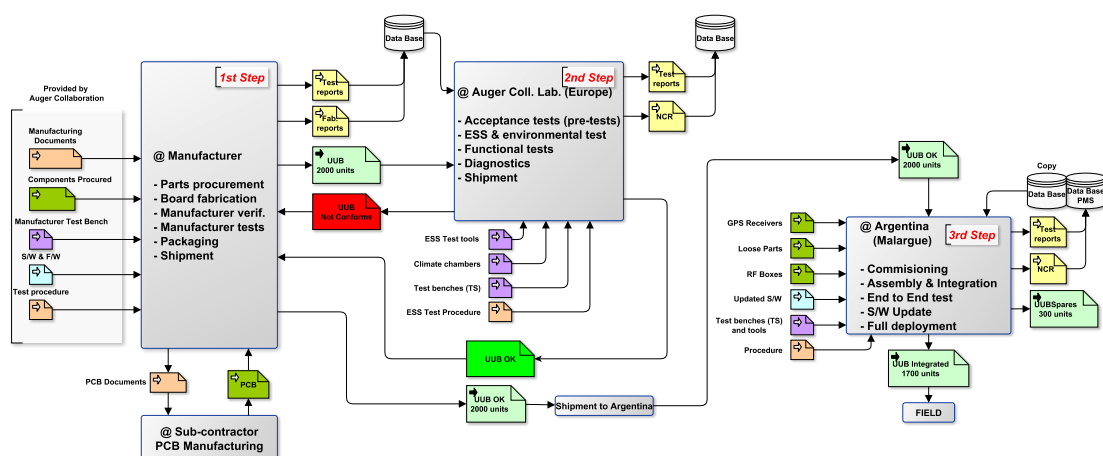 Provided by
Auger Collaboration
Manufacturing
Documents
Components Procured
Manufacturer Test Bench
S/W & F/W
Test procedure
1st Step
@ Manufacturer
- Parts procurement
- Board fabrication
- Manufacturer verif.
- Manufacturer tests
- Packaging
- Shipment
PCB Documents
PCB
@ Sub-contractor
PCB Manufacturing
Data Base
Test
reports
Fab.
reports
UUB
2000 units
UUB
Not Conforms
2nd Step
@ Auger Coll. Lab. (Europe)
- Acceptance tests (pre-tests)
- ESS & environmental test
- Functional tests
- Diagnostics
- Shipment
ESS Test tools
Climate chambers
Test benches (TS)
ESS Test Procedure
UUB OK
UUB OK
2000 units
Shipment to Argentina
Data Base
Test
reports
NCR
UUB OK
2000 units
Copy
Data Base
Data Base
PMS
GPS Receivers
Loose Parts
RF Boxes
Updated S/W
Test benches (TS)
and tools
Procedure
@ Argentina
(Malargue)
3rd Step
- Commisioning
- Assembly & Integration
- End to End test
- S/W Update
- Full deployment
Test
reports
NCR
UUBSpares
300 units
UUB Integrated
1700 units
FIELD